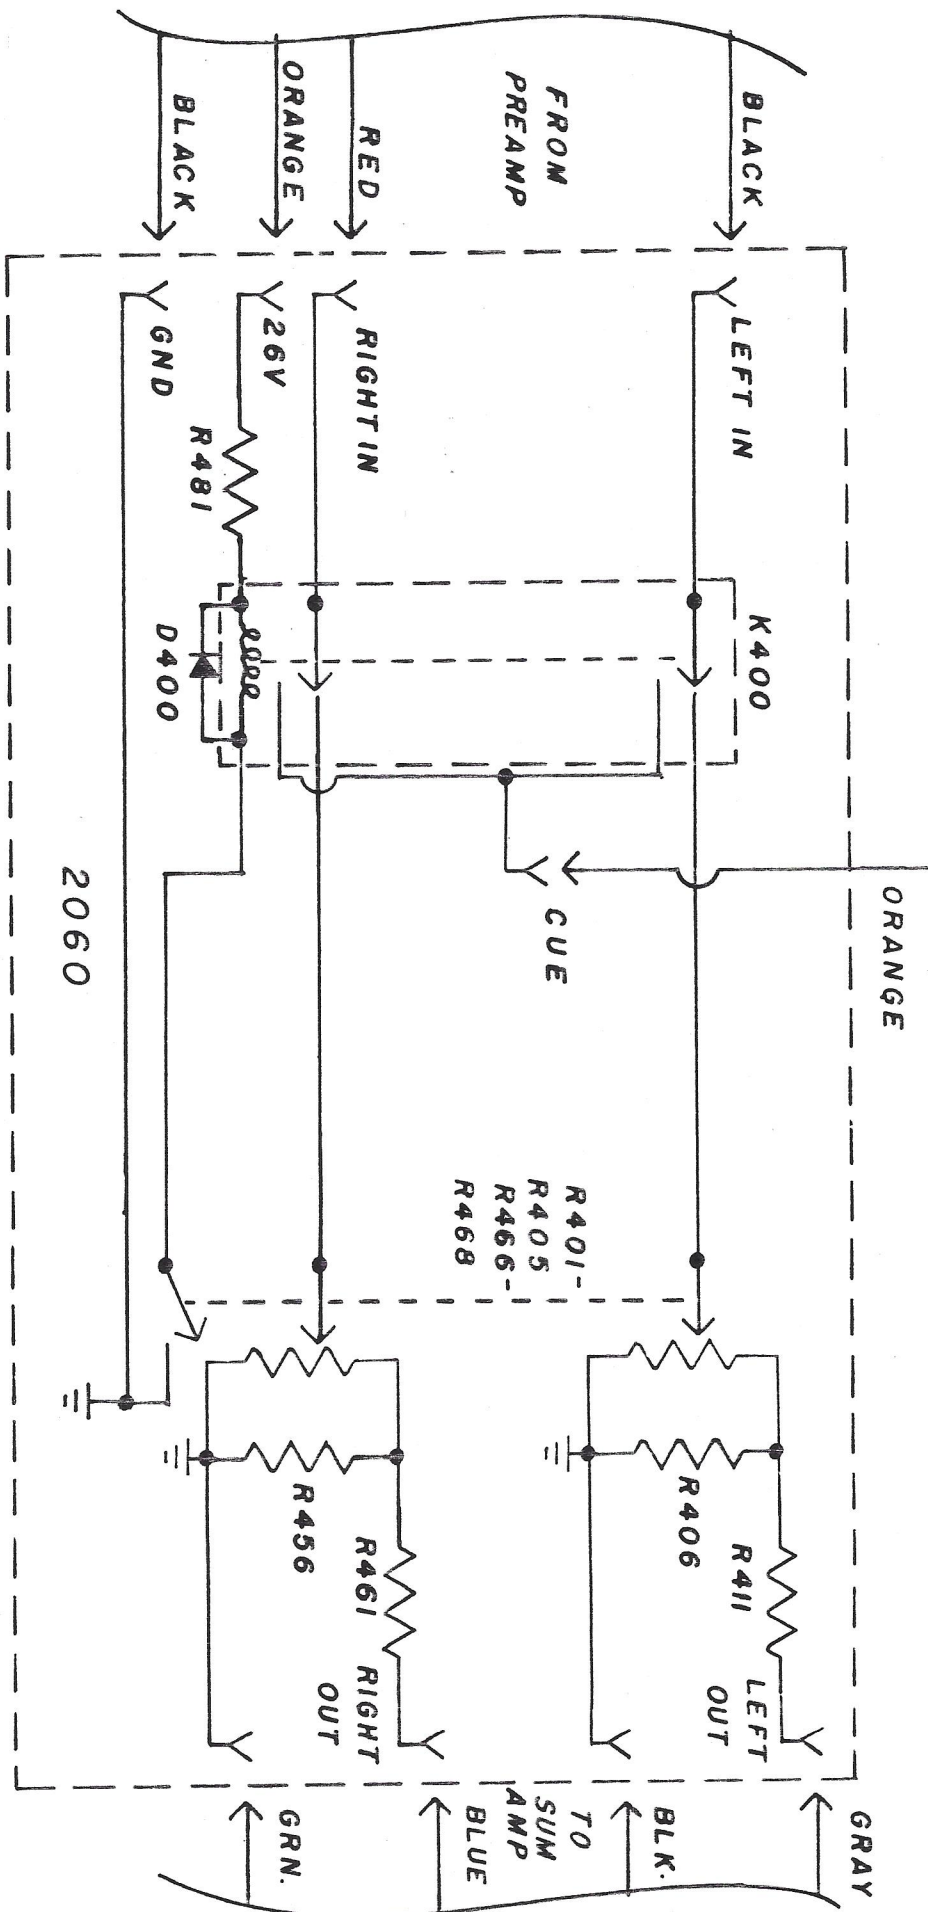 BLACK
FROM
PREAMP
RED
ORANGE
BLACK
LEFT IN
RIGHT IN
26V
GND
R481
K400
D400
ORANGE
CUE
2060
R401-
R405
R466-
R468
R406
R411
LEFT
OUT
R456
R461
RIGHT
OUT
GRAY
BLK.
TO
SUM
AMP
BLUE
GRN.